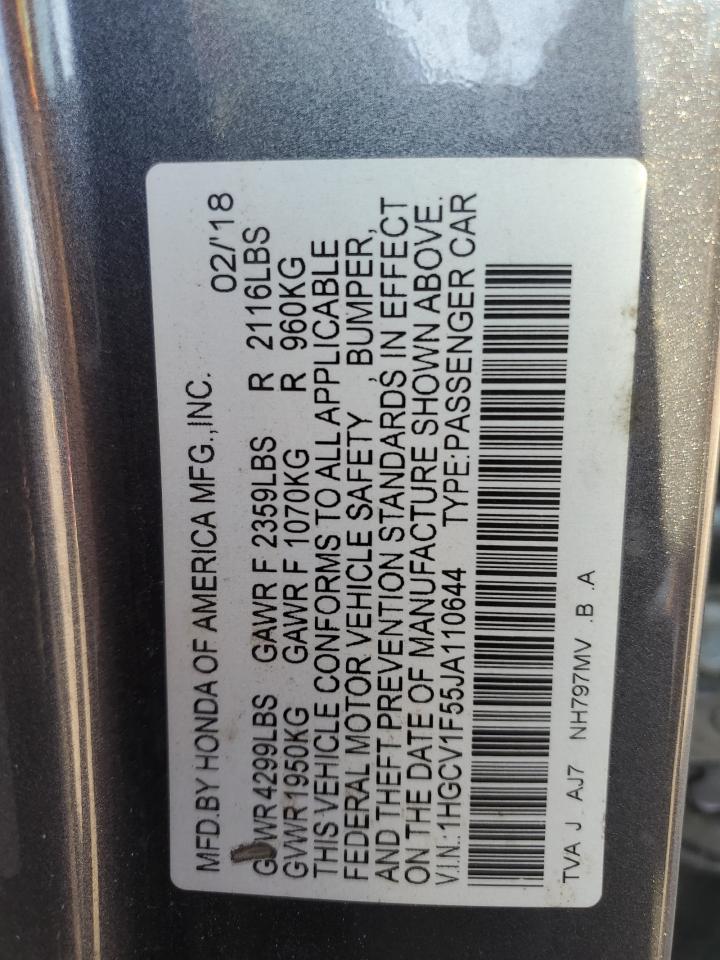 MFD.BY HONDA OF AMERICA MFG.,INC. 02/'18
GVWR 4299LBS GAWR F 2359LBS R 2116LBS
GVWR 1950KG GAWR F 1070KG R 960KG
THIS VEHICLE CONFORMS TO ALL APPLICABLE
FEDERAL MOTOR VEHICLE SAFETY , BUMPER,
AND THEFT PREVENTION STANDARDS IN EFFECT
ON THE DATE OF MANUFACTURE SHOWN ABOVE.
V.I.N.:1HGCV1F55JA110644 TYPE:PASSENGER CAR
TVA J AJ7 NH797MV .B .A